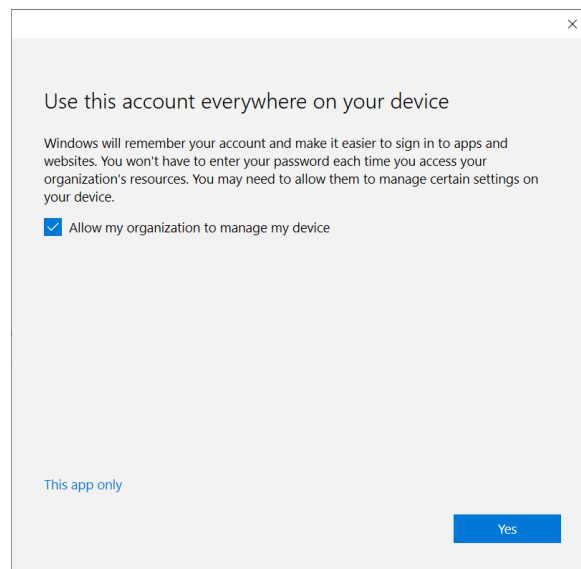 Use this account everywhere on your device
Windows will remember your account and make it easier to sign in to apps and
websites. You won't have to enter your password each time you access your
organization's resources. You may need to allow them to manage certain settings on
your device.
Allow my organization to manage my device
This app only
Yes